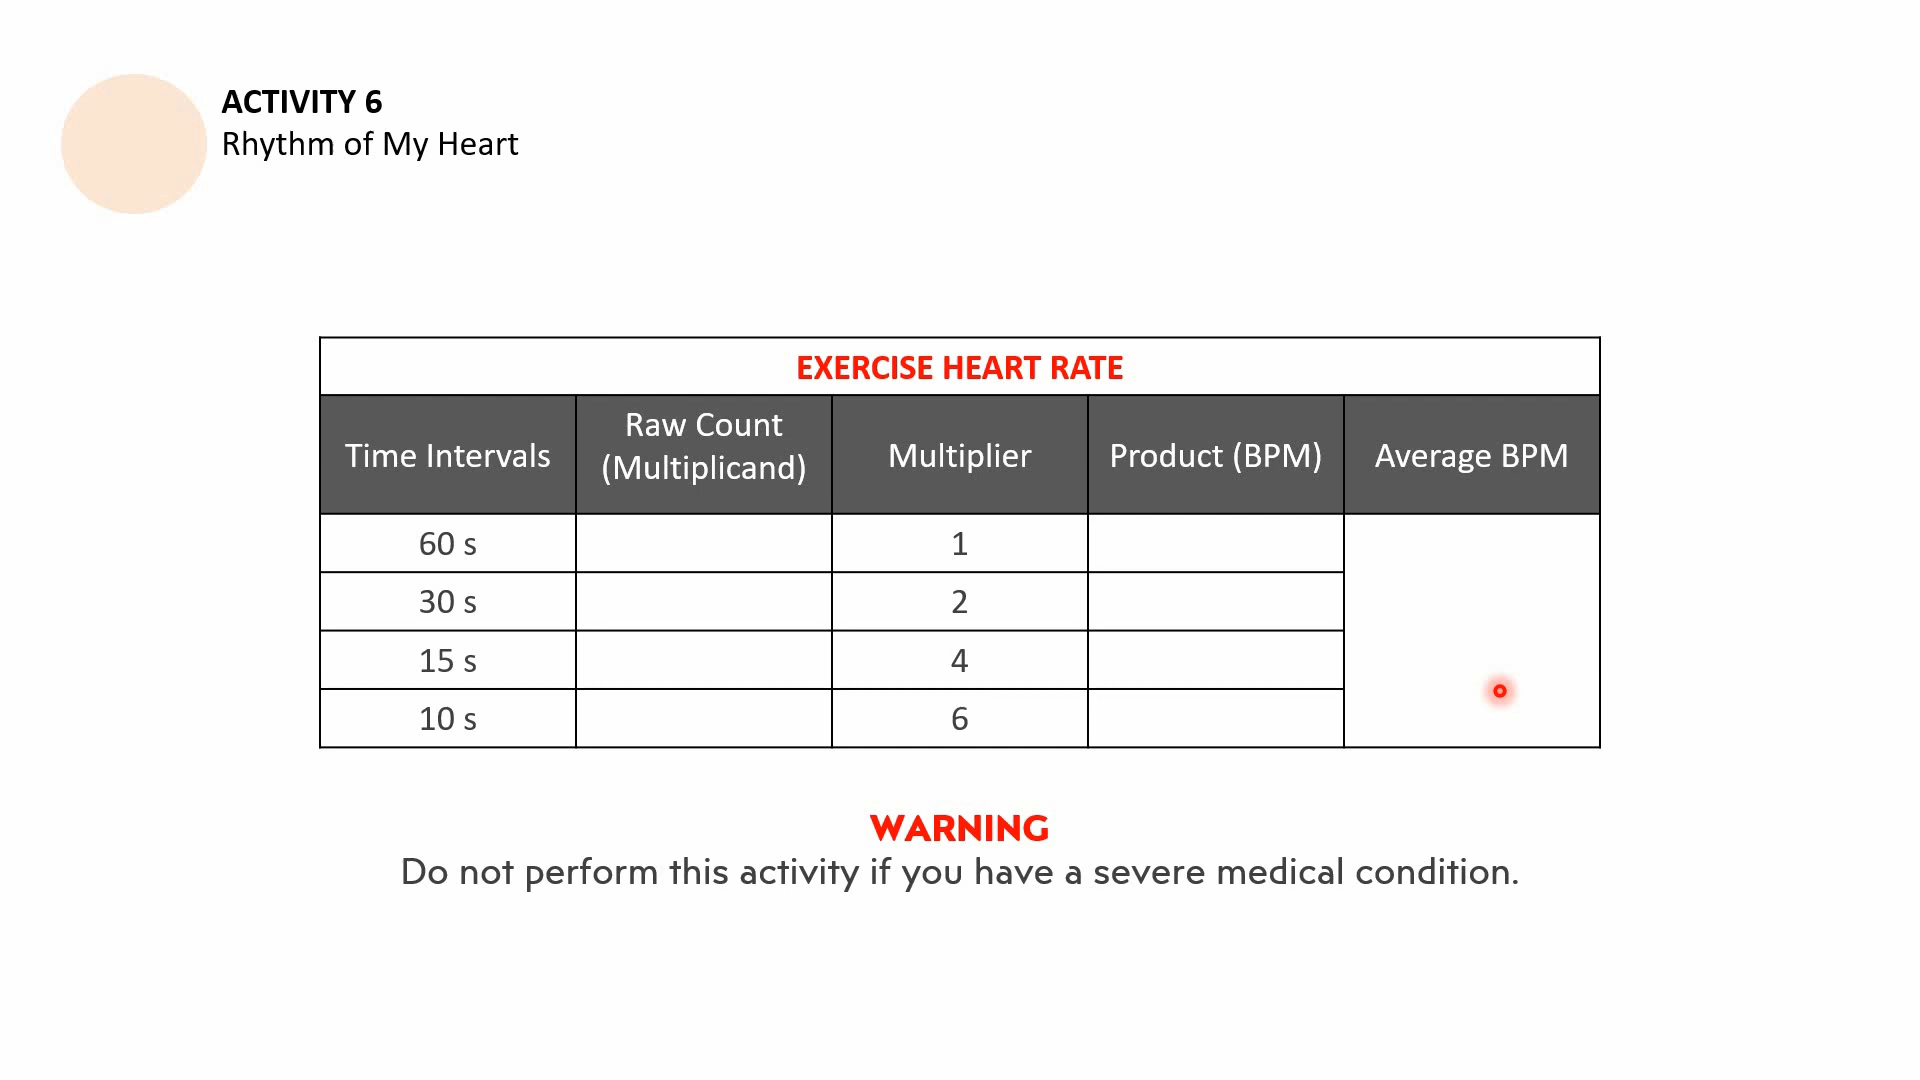 ACTIVITY 6
Rhythm of My Heart
EXERCISE HEART RATE
Time Intervals
Raw Count
(Multiplicand)
Multiplier
Product (BPM)
Average BPM
60 s
1
30 s
2
15 s
4
10 s
6
WARNING
Do not perform this activity if you have a severe medical condition.